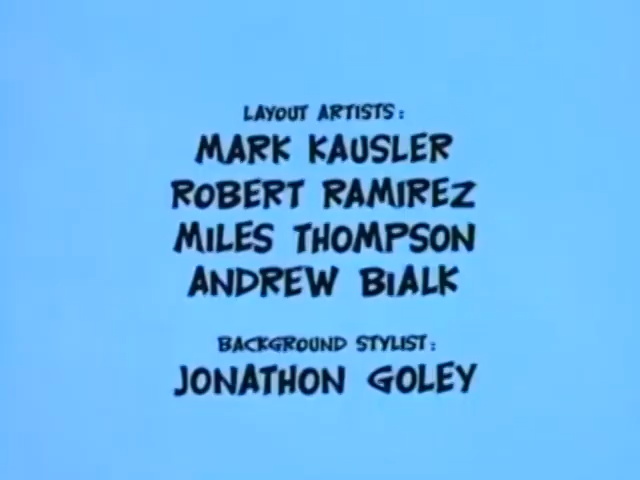 LAYOUT ARTISTS:
MARK KAUSLER
ROBERT RAMIREZ
MILES THOMPSON
ANDREW BIALK
BACKGROUND STYLIST:
JONATHON GOLEY